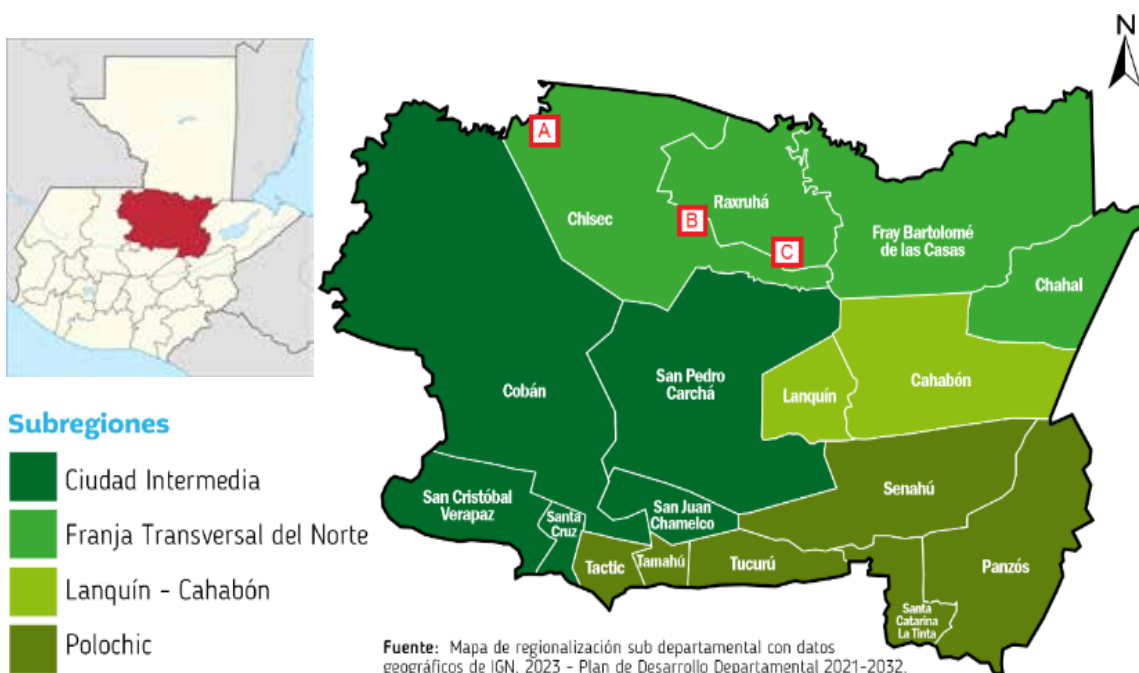 N
A
B
C
Chisec
Raxruhá
Fray Bartolomé
de las Casas
Chahal
Cobán
San Pedro
Carchá
Lanquín
Cahabón
San Cristóbal
Verapaz
Santa
Cruz
San Juan
Chamelco
Senahú
Tactic
Tamahú
Tucurú
Panzós
Santa
Catarina
La Tinta
Subregiones
Ciudad Intermedia
Franja Transversal del Norte
Lanquín - Cahabón
Polochic
Fuente: Mapa de regionalización sub departamental con datos
geográficos de IGN, 2023 - Plan de Desarrollo Departamental 2021-2032.